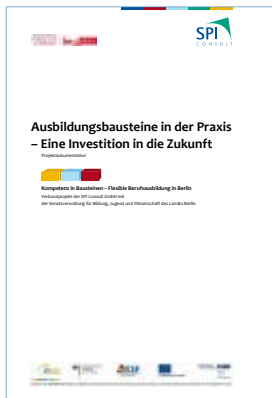 SPI
CONSULT
Ausbildungsbausteine in der Praxis
– Eine Investition in die Zukunft
Projektdokumentation
Kompetenz in Bausteinen – Flexible Berufsausbildung in Berlin
Verbundprojekt der SPI Consult GmbH mit
der Senatsverwaltung für Bildung, Jugend und Wissenschaft des Landes Berlin